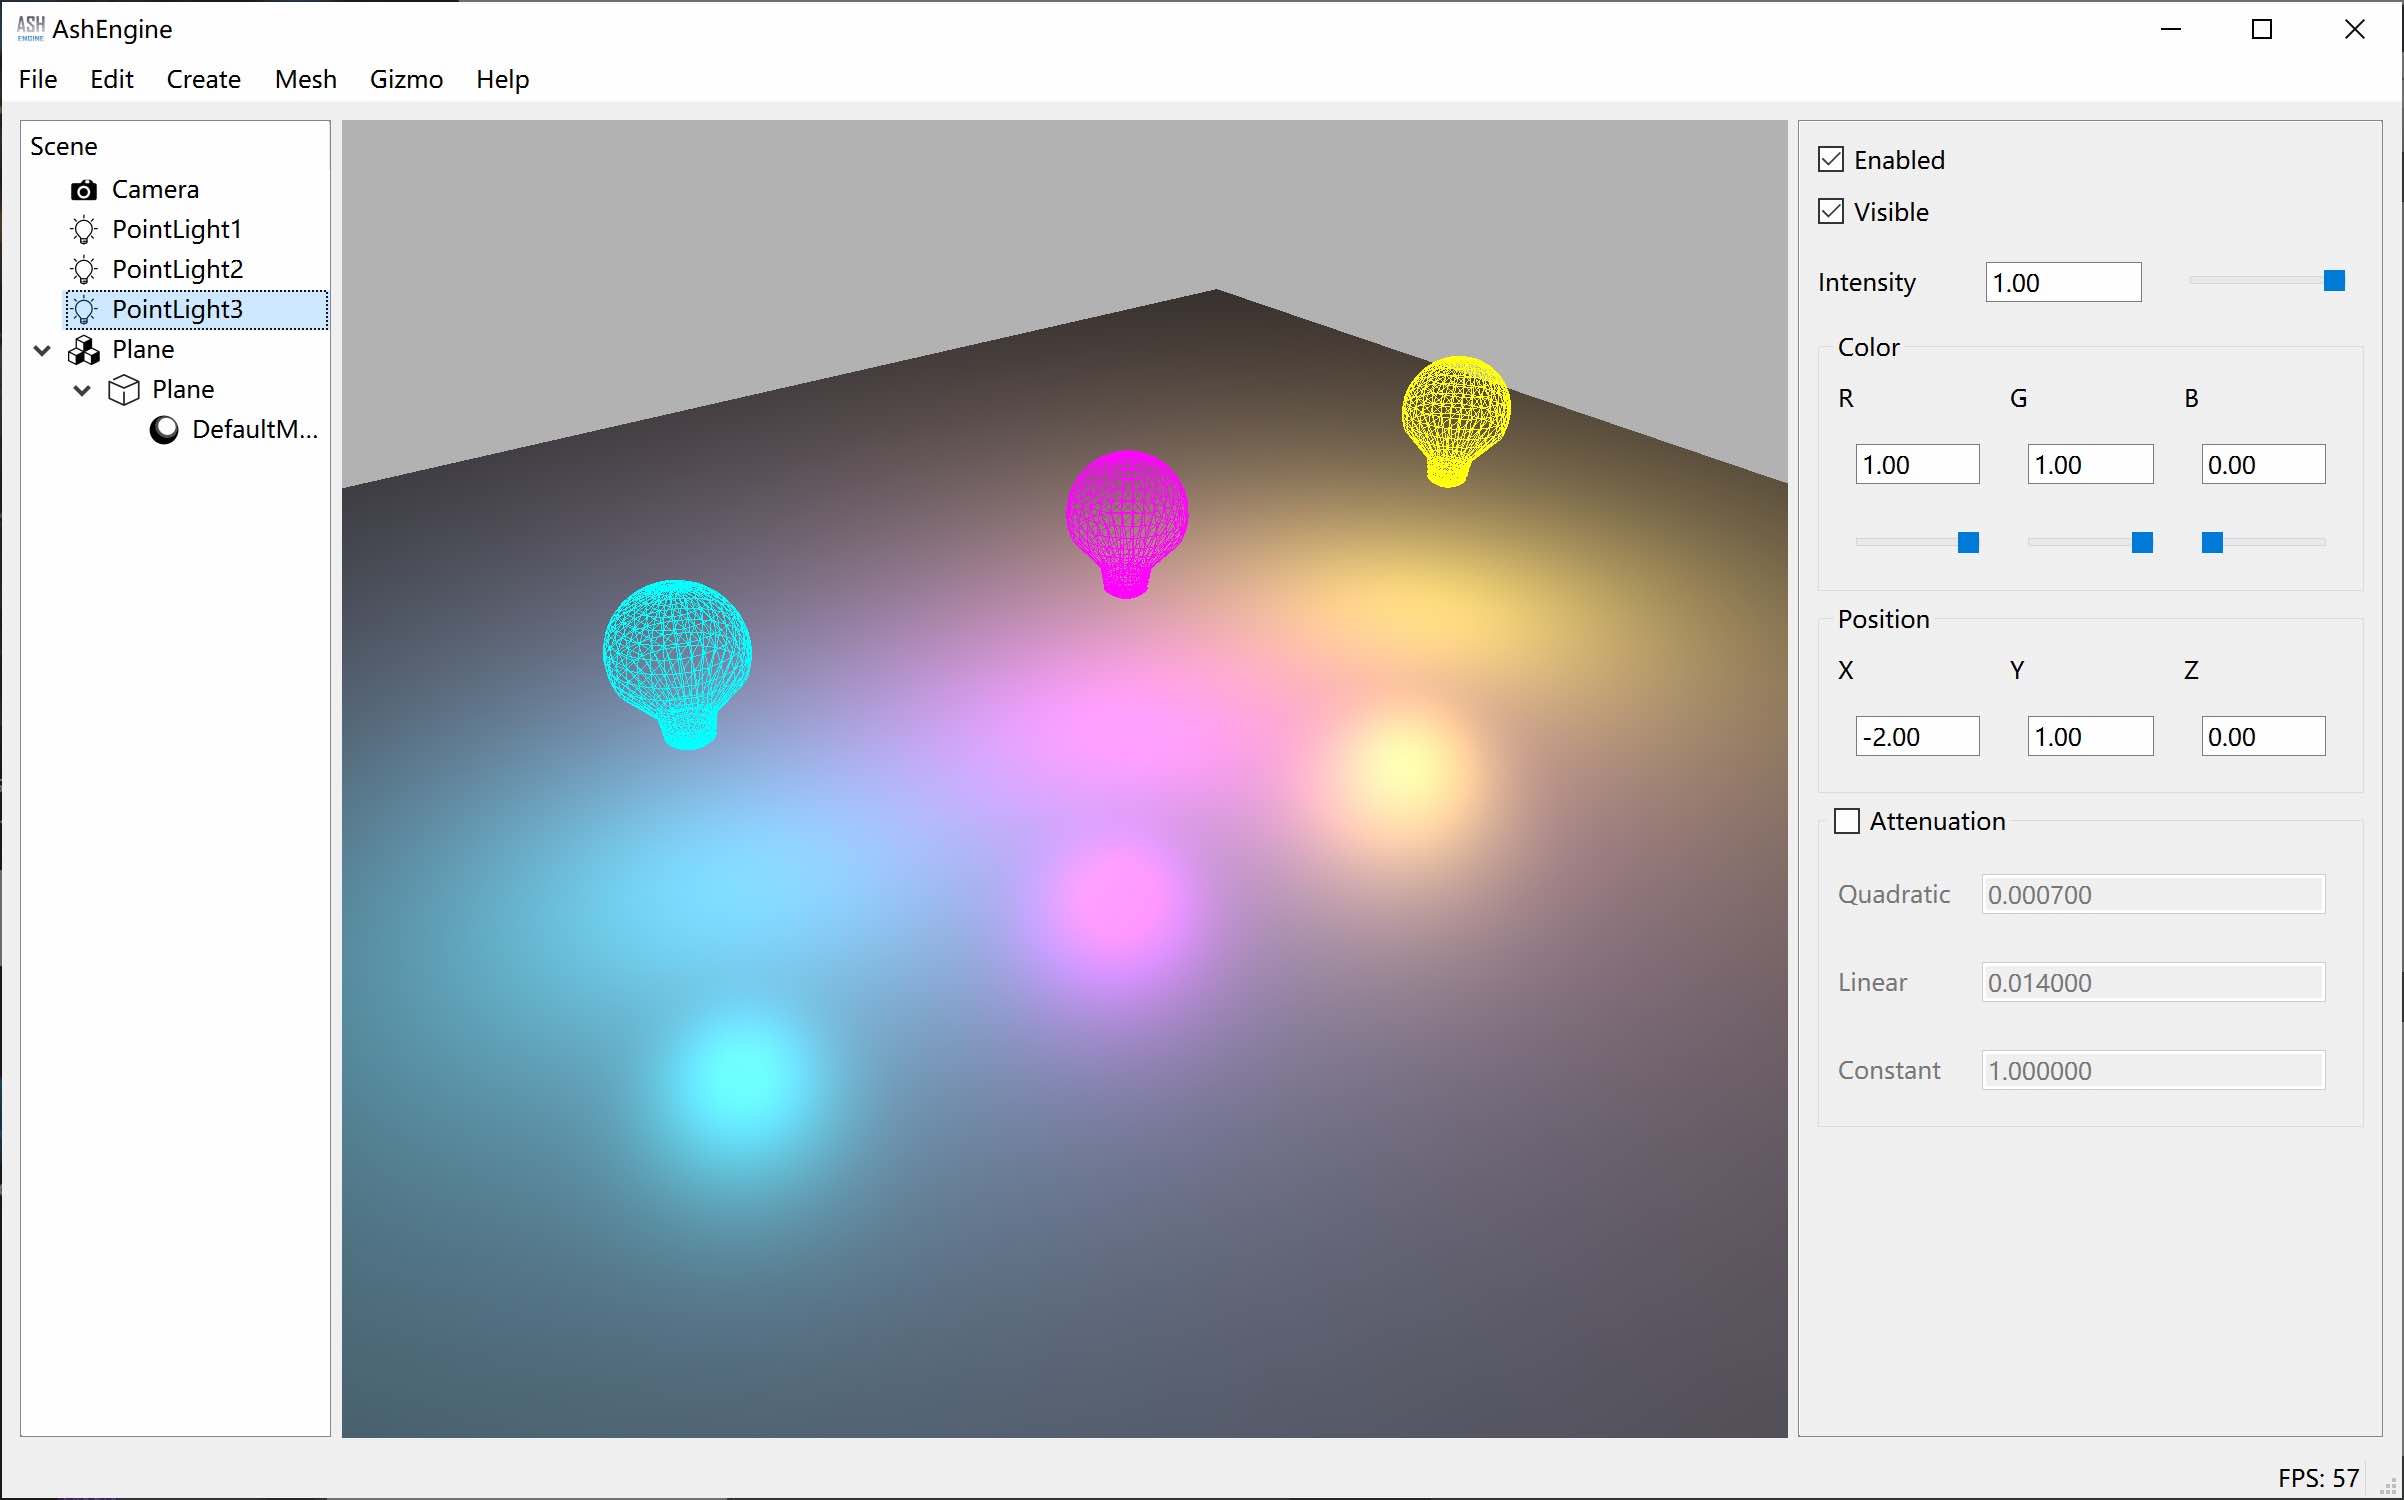 ASH
ENGINE
AshEngine
File Edit Create Mesh Gizmo Help
Scene
Camera
PointLight1
PointLight2
PointLight3
Plane
Plane
DefaultM...
Enabled
Visible
Intensity 1.00
Color
R G B
1.00 1.00 0.00
Position
X Y Z
-2.00 1.00 0.00
Attenuation
Quadratic 0.000700
Linear 0.014000
Constant 1.000000
FPS: 57